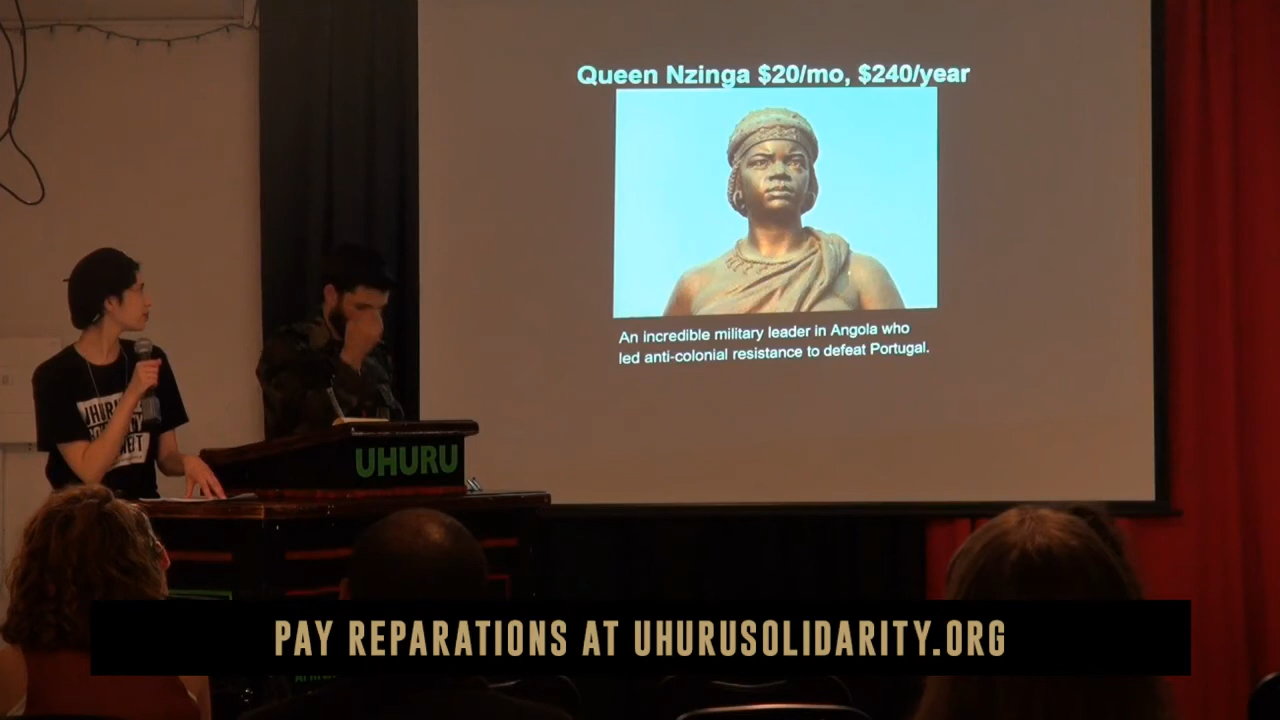 Queen Nzinga $20/mo, $240/year
An incredible military leader in Angola who
led anti-colonial resistance to defeat Portugal.
UHURU
PAY REPARATIONS AT UHURUSOLIDARITY.ORG